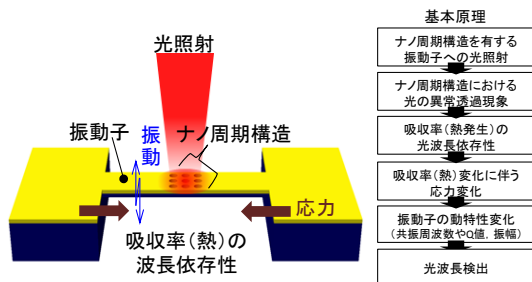 光照射
振動子
振動
ナノ周期構造
応力
吸収率(熱)の
波長依存性
基本原理
ナノ周期構造を有する
振動子への光照射
ナノ周期構造における
光の異常透過現象
吸収率(熱発生)の
光波長依存性
吸収率(熱)変化に伴う
応力変化
振動子の動特性変化
(共振周波数やQ値, 振幅)
光波長検出